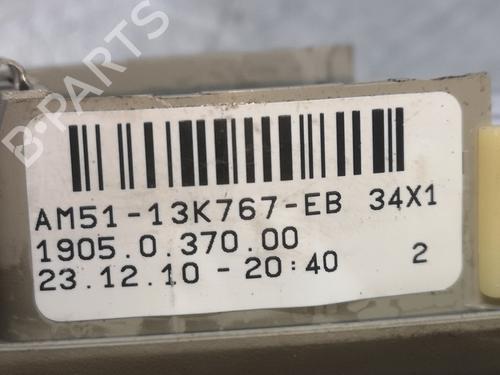 B-PARTS
AM51-13K767-EB 34X1
1905.0.370.00
23.12.10 - 20:40 2